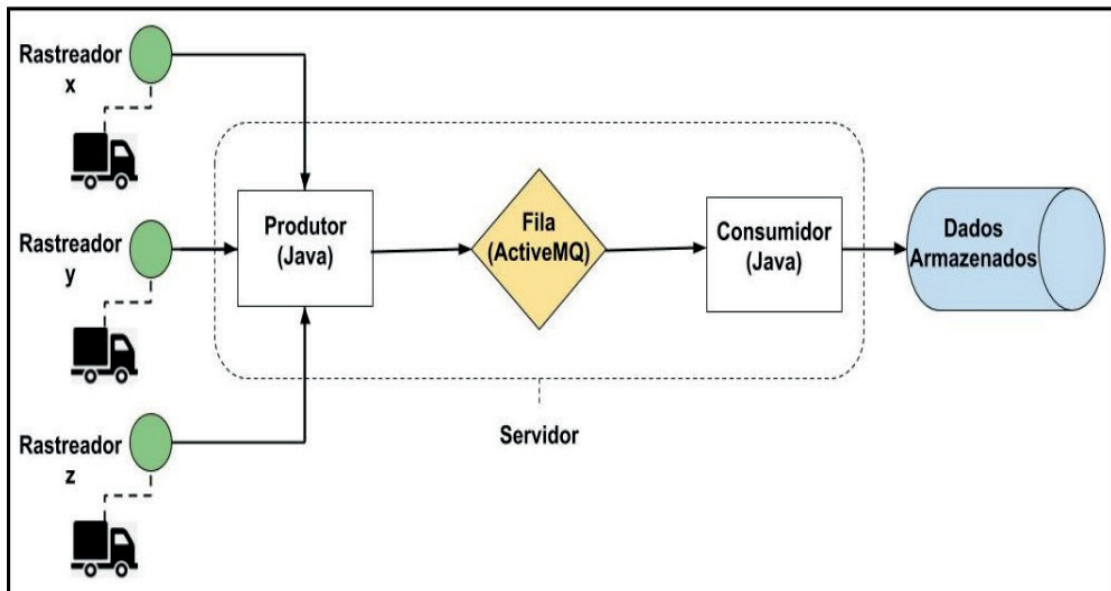 Rastreador
x
Rastreador
y
Rastreador
z
Produtor
(Java)
Fila
(ActiveMQ)
Consumidor
(Java)
Dados
Armazenados
Servidor